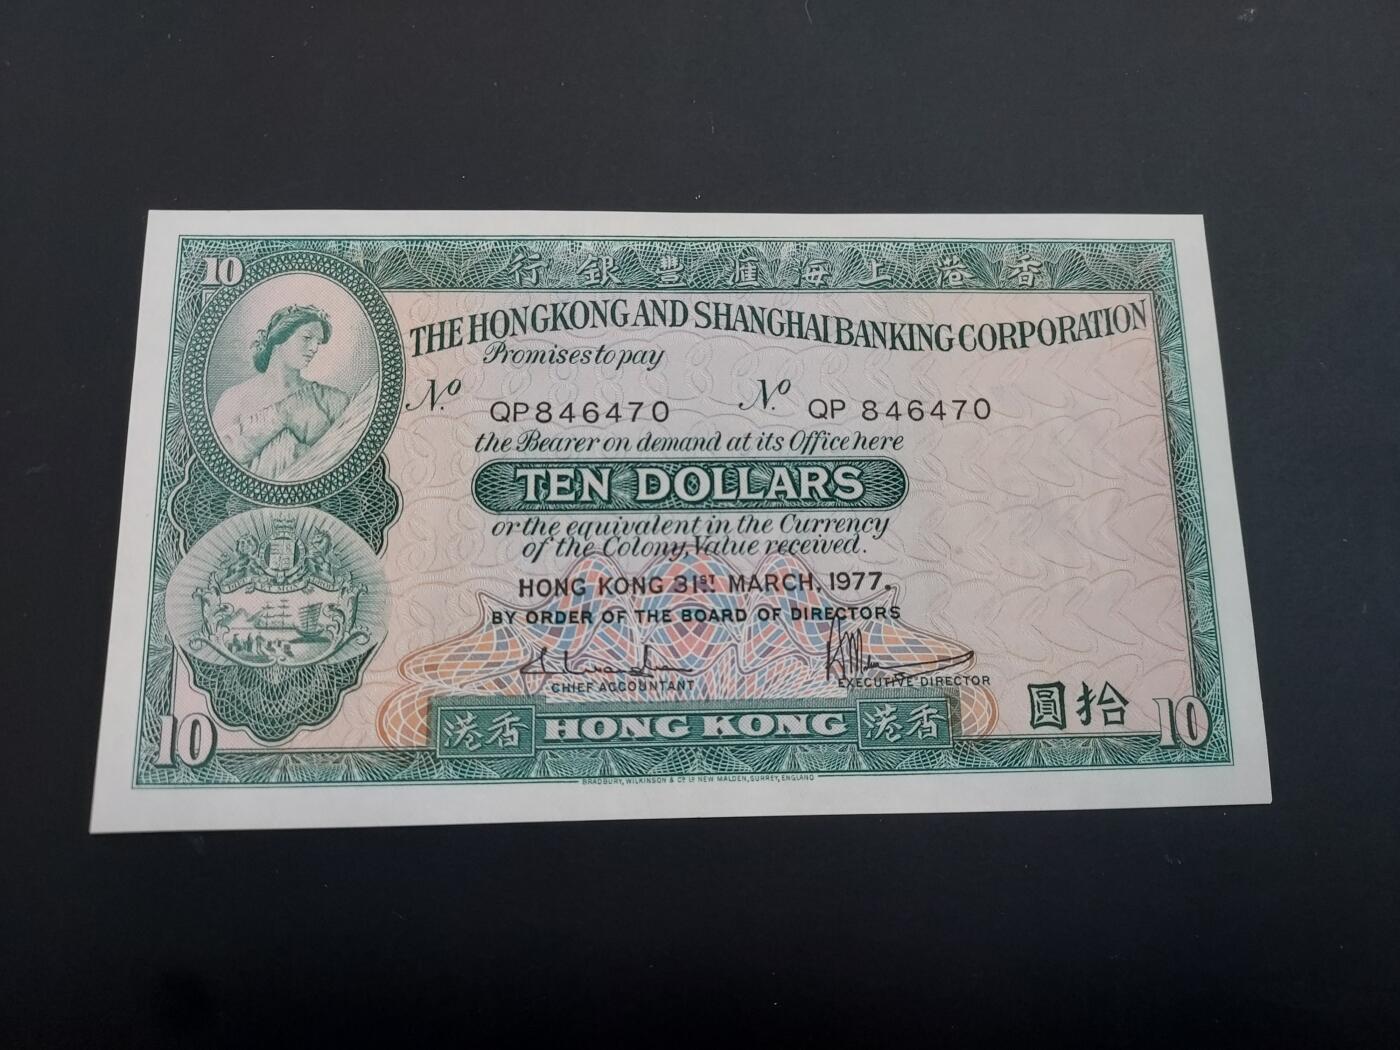 10
行銀豐滙海上港香
THE HONGKONG AND SHANGHAI BANKING CORPORATION
Promises to pay
No. QP846470 No. QP 846470
the Bearer on demand at its Office here
TEN DOLLARS
or the equivalent in the Currency
of the Colony, Value received.
HONG KONG 31ST MARCH, 1977.
BY ORDER OF THE BOARD OF DIRECTORS
CHIEF ACCOUNTANT EXECUTIVE DIRECTOR
圓拾
10 港香 HONG KONG 港香 10
BRADBURY, WILKINSON & Co. Ld. NEW MALDEN, SURREY, ENGLAND